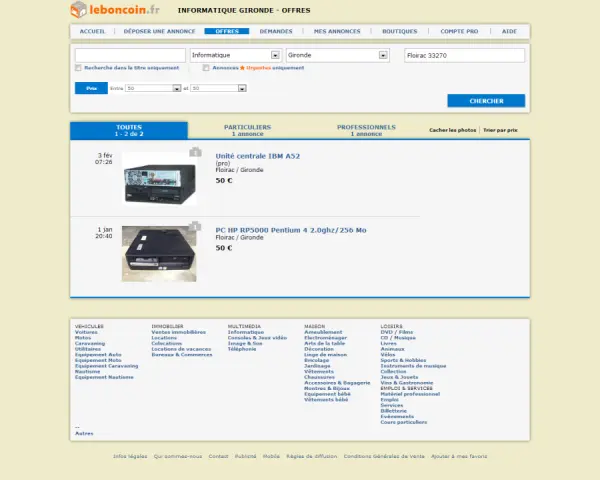 leboncoin.fr
INFORMATIQUE GIRONDE - OFFRES
ACCUEIL DÉPOSER UNE ANNONCE OFFRES DEMANDES MES ANNONCES BOUTIQUES COMPTE PRO AIDE
Informatique Gironde Floirac 33270
Recherche dans le titre uniquement Annonces Urgentes uniquement
Prix Entre 50 et 50
CHERCHER
TOUTES PARTICULIERS PROFESSIONNELS
1 - 2 de 2 1 annonce 1 annonce Cacher les photos Trier par prix
3 fév
07:26
Unité centrale IBM A52
(pro)
Floirac / Gironde
50 €
1 jan
20:40
PC HP RP5000 Pentium 4 2.0ghz/256 Mo
Floirac / Gironde
50 €
VEHICULES
Voitures
Motos
Caravaning
Utilitaires
Equipement Auto
Equipement Moto
Equipement Caravaning
Nautisme
Equipement Nautisme
IMMOBILIER
Ventes immobilières
Locations
Colocations
Locations de vacances
Bureaux & Commerces
MULTIMEDIA
Informatique
Consoles & Jeux vidéo
Image & Son
Téléphonie
MAISON
Ameublement
Electroménager
Arts de la table
Décoration
Linge de maison
Bricolage
Jardinage
Vêtements
Chaussures
Accessoires & Bagagerie
Montres & Bijoux
Equipement bébé
Vêtements bébé
LOISIRS
DVD / Films
CD / Musique
Livres
Animaux
Vélos
Sports & Hobbies
Instruments de musique
Collection
Jeux & Jouets
Vins & Gastronomie
EMPLOI & SERVICES
Matériel professionnel
Emploi
Services
Billetterie
Evénements
Cours particuliers
--
Autres
Infos légales Qui sommes-nous Contact Publicité Mobile Règles de diffusion Conditions Générales de Vente Ajouter à mes favoris